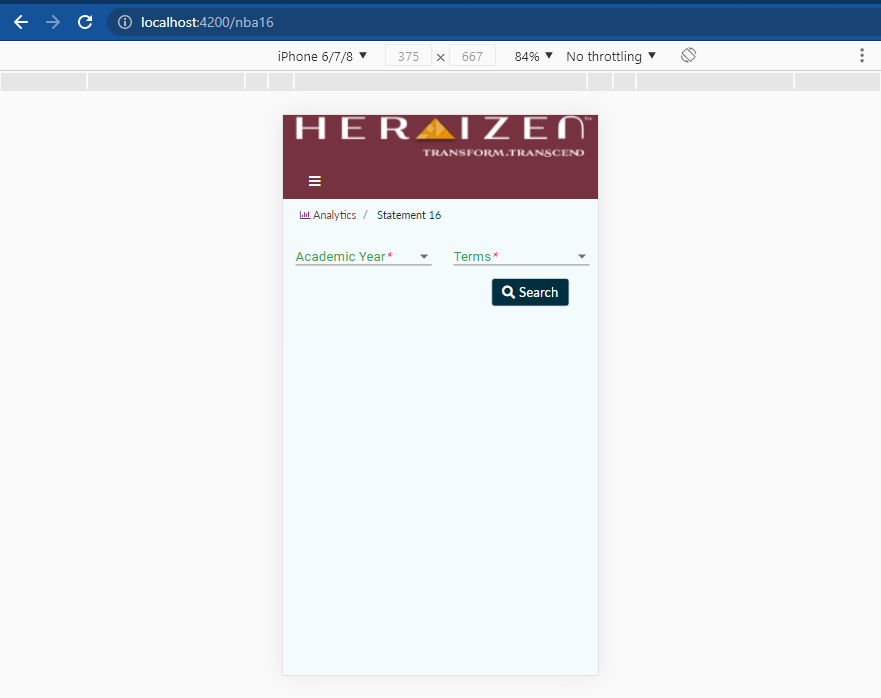 localhost:4200/nba16
iPhone 6/7/8 375 × 667 84% No throttling
HERAIZEN™
TRANSFORM.TRANSCEND
Analytics / Statement 16
Academic Year* Terms*
Search